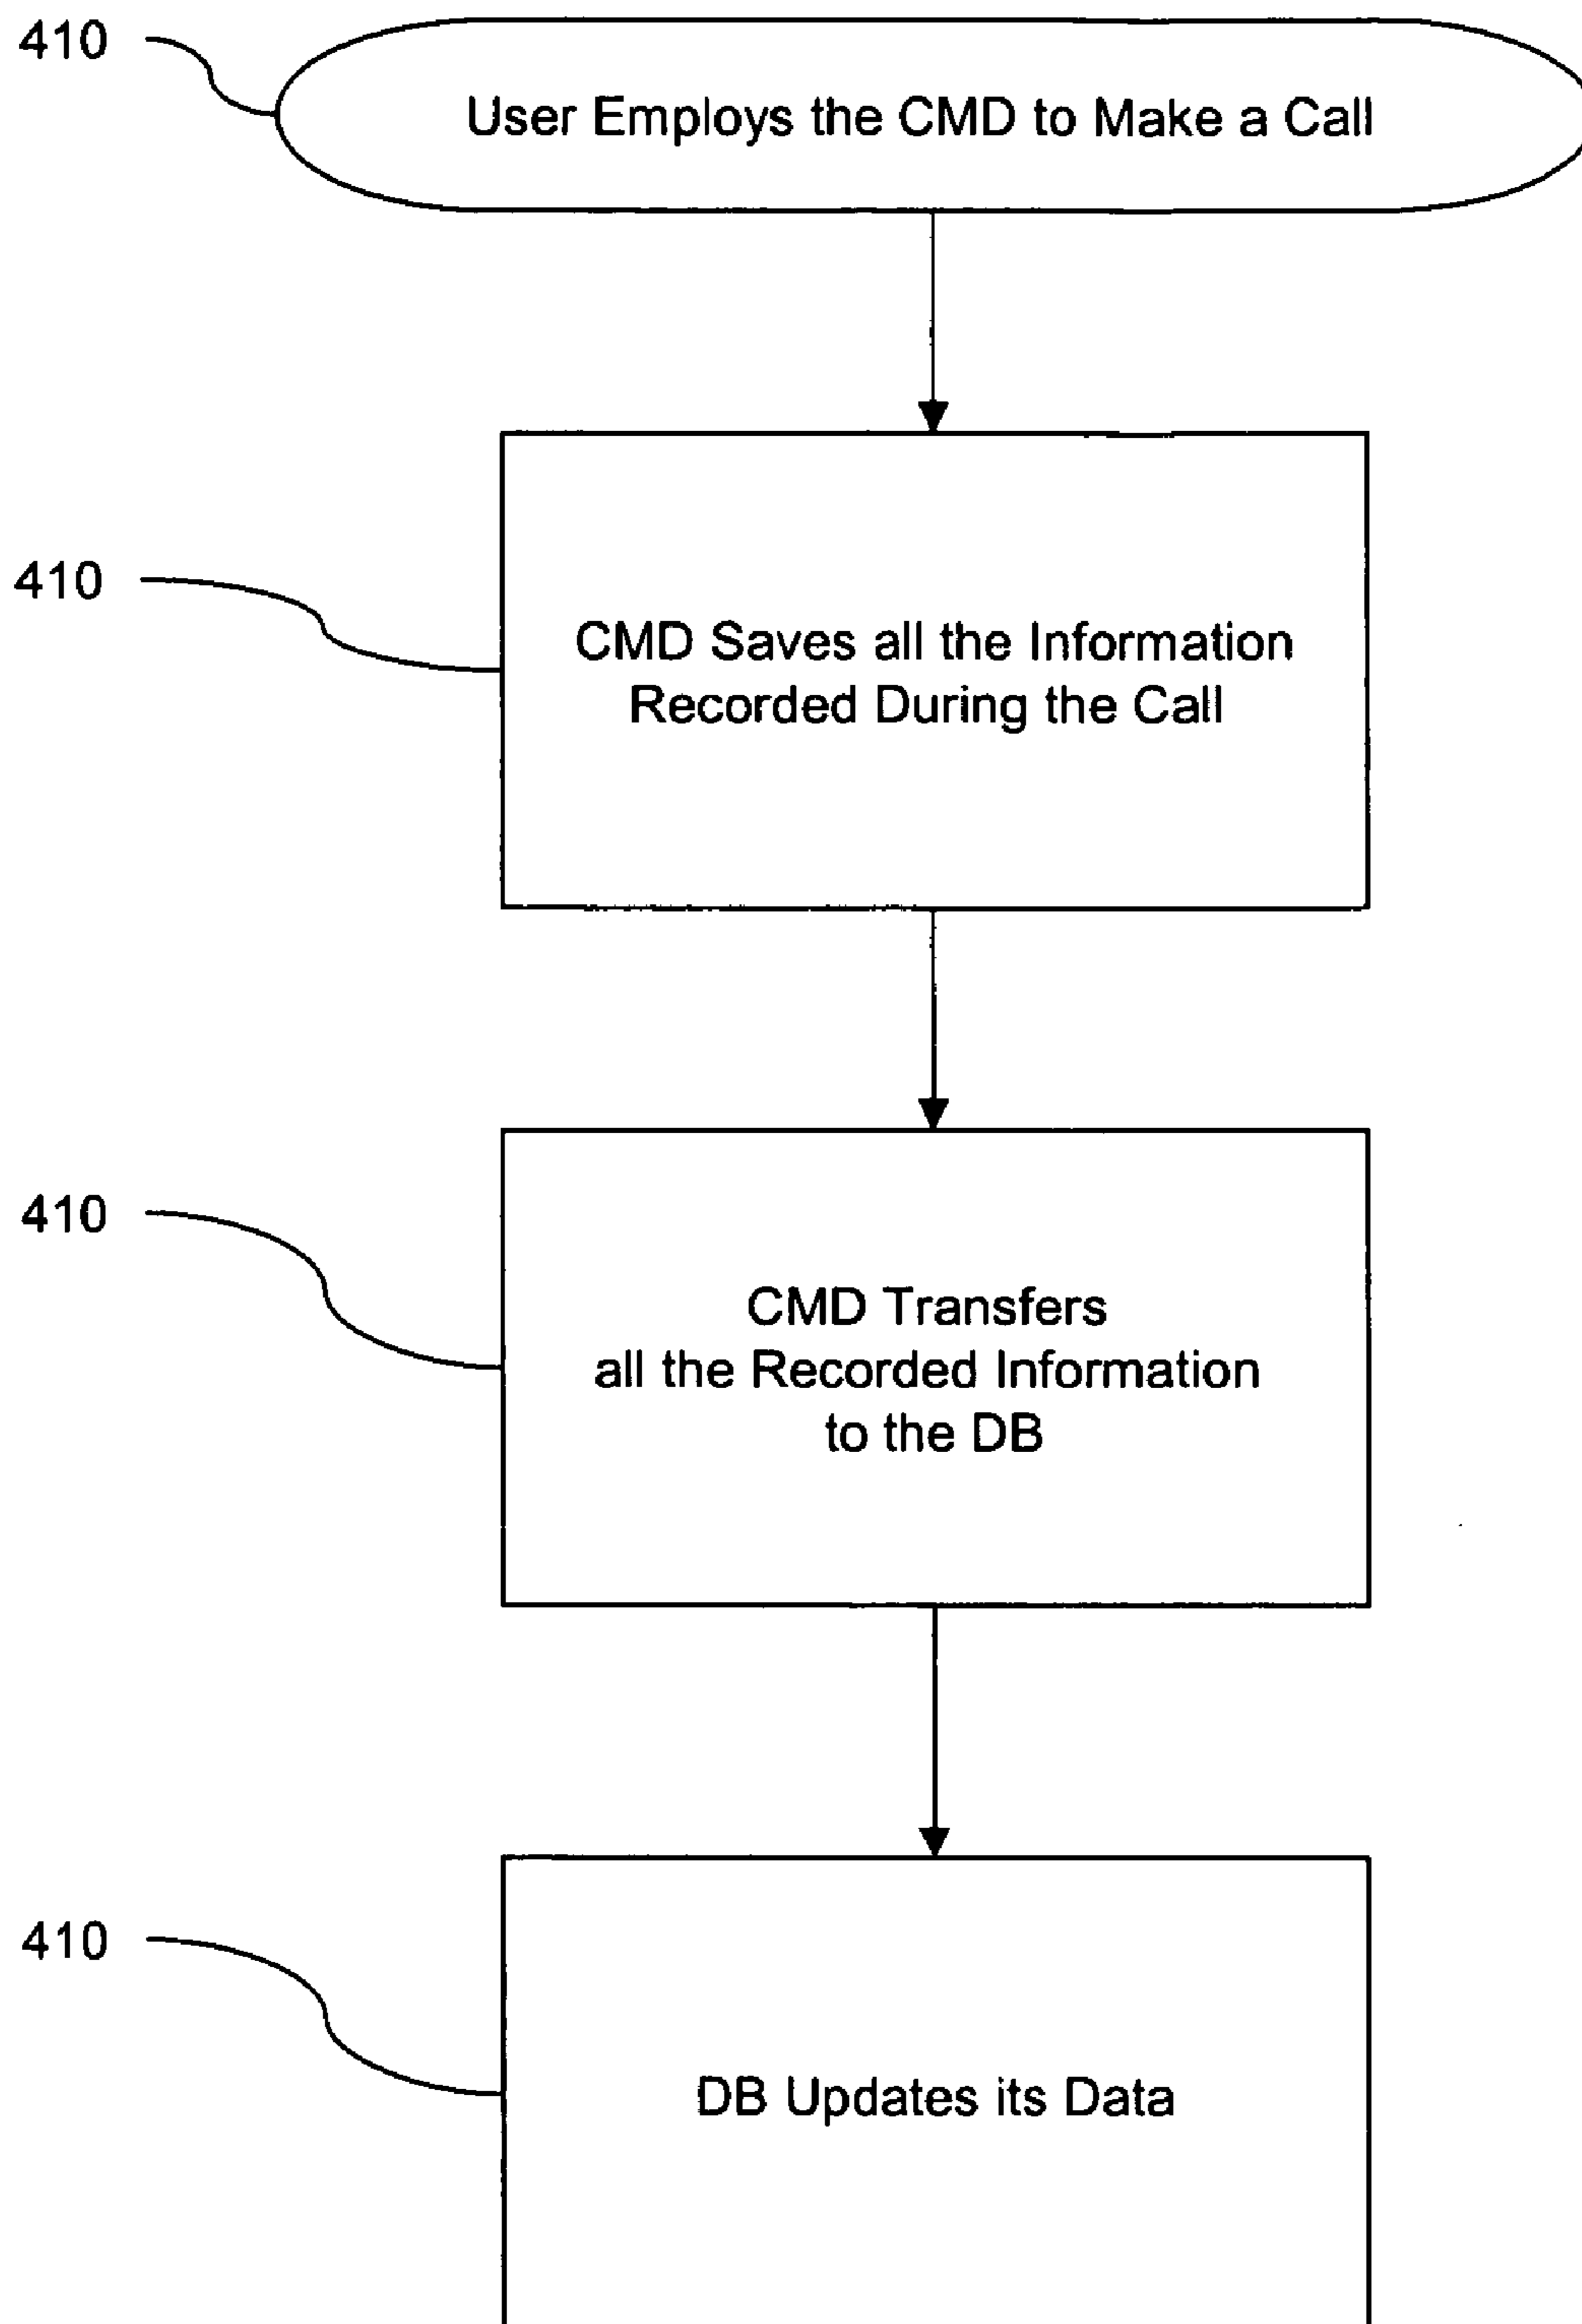 410
User Employs the CMD to Make a Call
410
CMD Saves all the Information
Recorded During the Call
410
CMD Transfers
all the Recorded Information
to the DB
410
DB Updates its Data